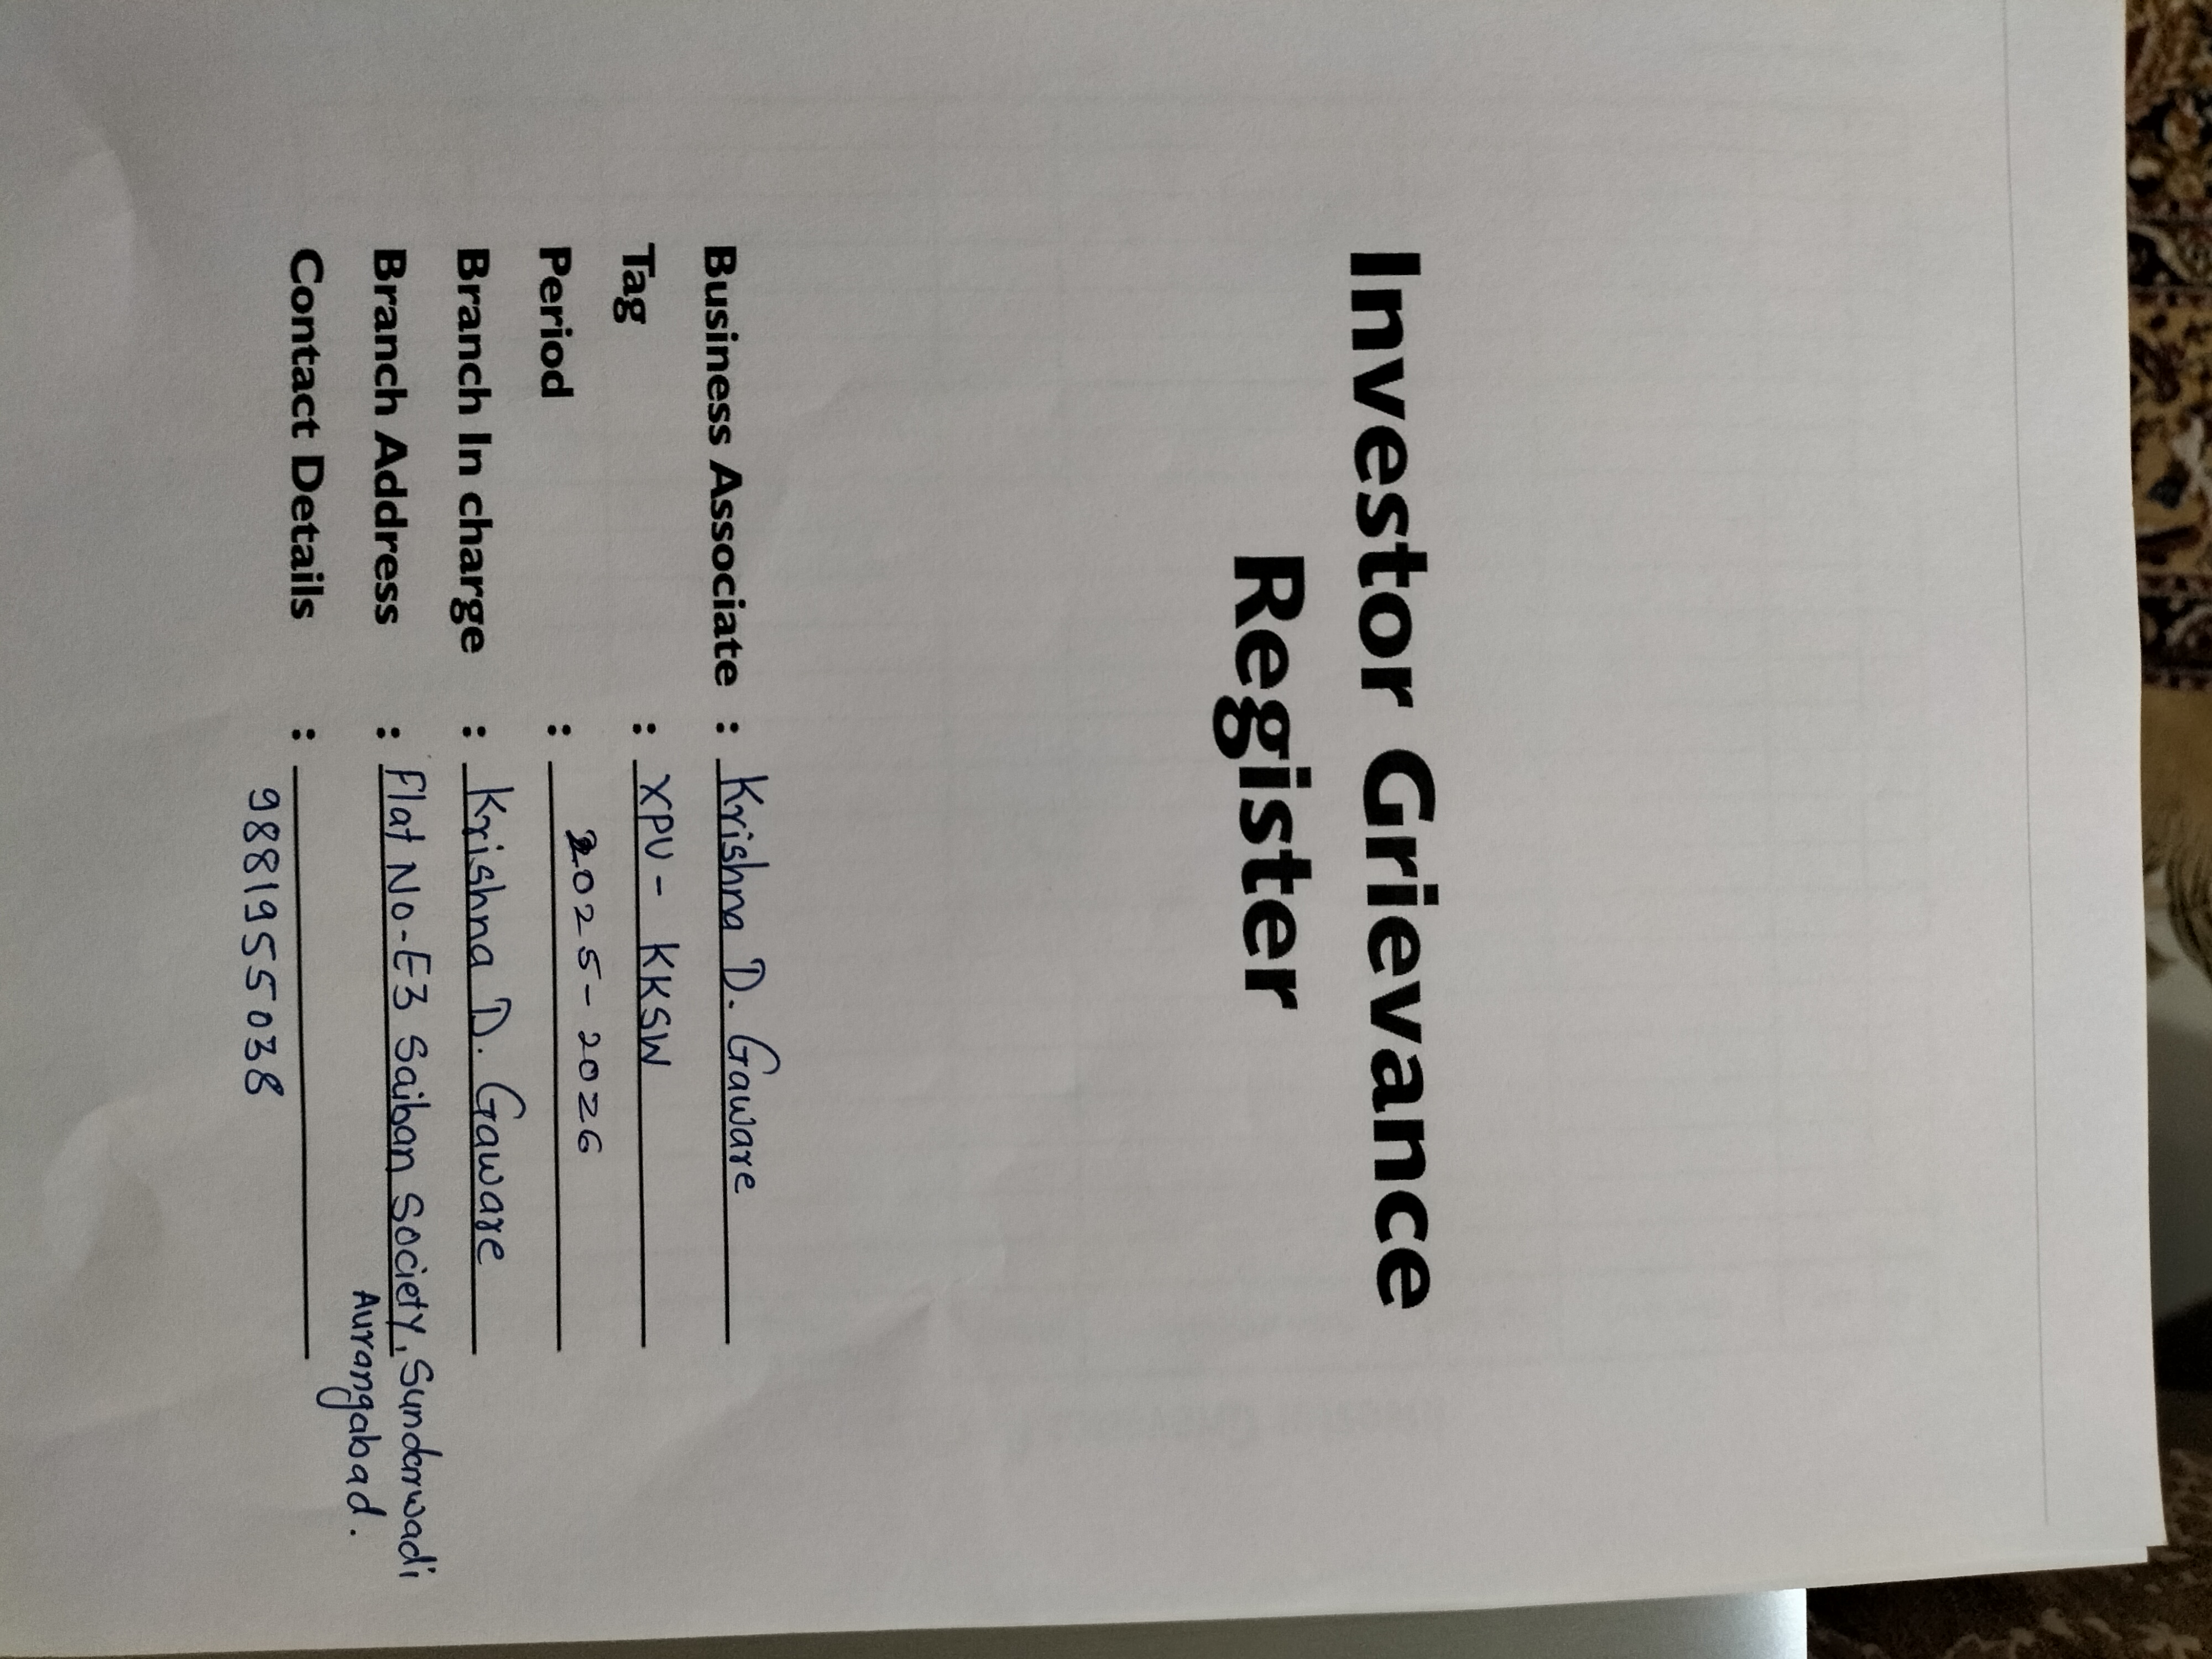 Investor Grievance
Register
Business Associate : Krishna D. Gaware
Tag : XPU - KKSW
Period : 2025 - 2026
Branch In charge : Krishna D. Gaware
Branch Address : Flat No-E3 Saiban Society, Sunderwadi
Aurangabad.
Contact Details :
9881955038